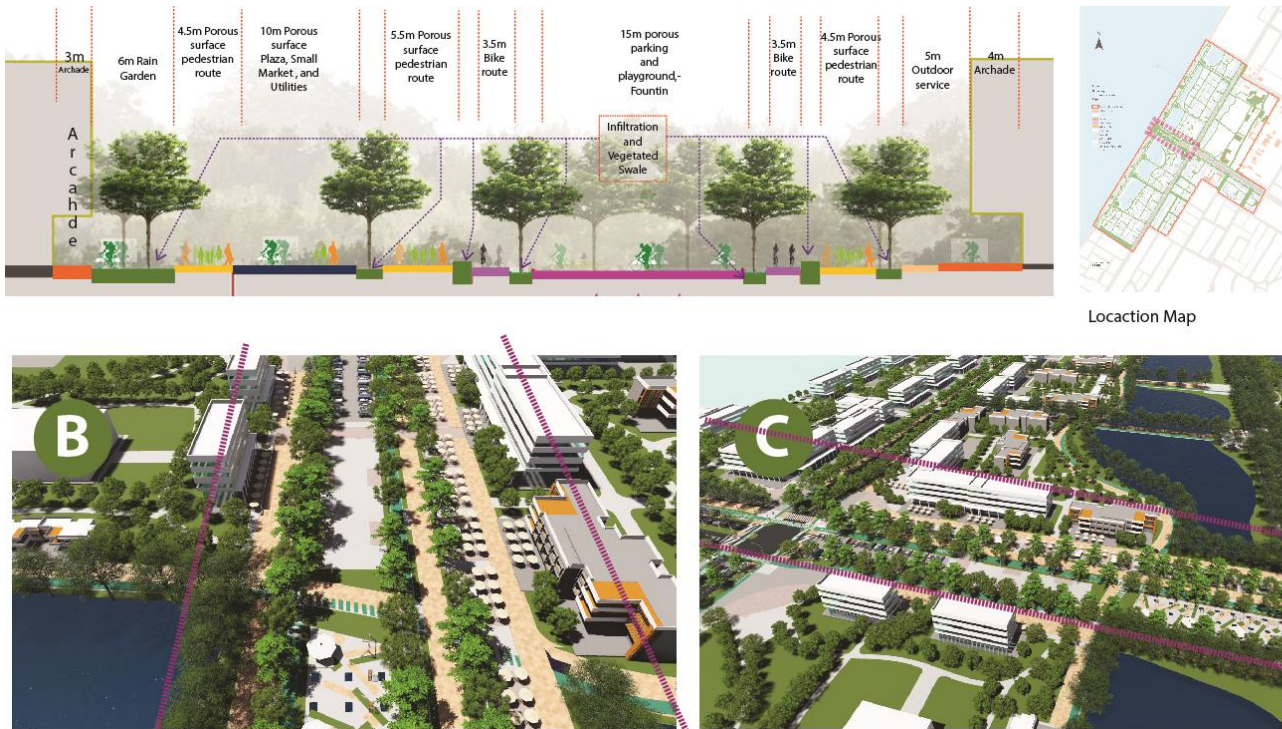 3m
Archade
6m Rain
Garden
4.5m Porous
surface
pedestrian
route
10m Porous
surface
Plaza, Small
Market , and
Utilities
5.5m Porous
surface
pedestrian
route
3.5m
Bike
route
15m porous
parking
and
playground,-
Fountin
3.5m
Bike
route
4.5m Porous
surface
pedestrian
route
5m
Outdoor
service
4m
Archade
Infiltration
and
Vegetated
Swale
Arcahde
Locaction Map
B
C